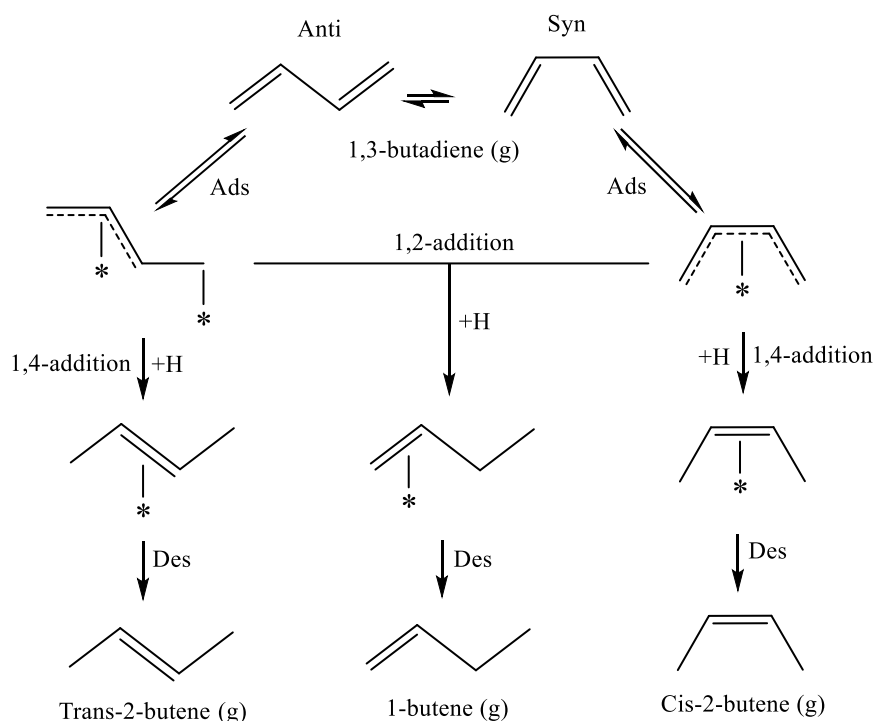 Anti
Syn
1,3-butadiene (g)
Ads
Ads
1,2-addition
*
*
*
+H
1,4-addition
+H
+H
1,4-addition
*
*
*
Des
Des
Des
Trans-2-butene (g)
1-butene (g)
Cis-2-butene (g)